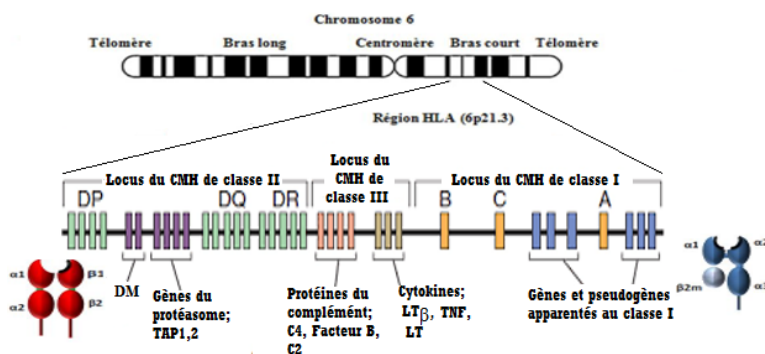 Chromosome 6
Télomère Bras long Centromère Bras court Télomère
Région HLA (6p21.3)
Locus du CMH de classe II
Locus du CMH de classe III
Locus du CMH de classe I
DP DQ DR B C A
α1 β1
α2 β2
DM
Gènes du
protéasome;
TAP1,2
Protéines du
complémént;
C4, Facteur B,
C2
Cytokines;
LTβ, TNF,
LT
Gènes et pseudogènes
apparentés au classe I
α1 α2
β2m α1